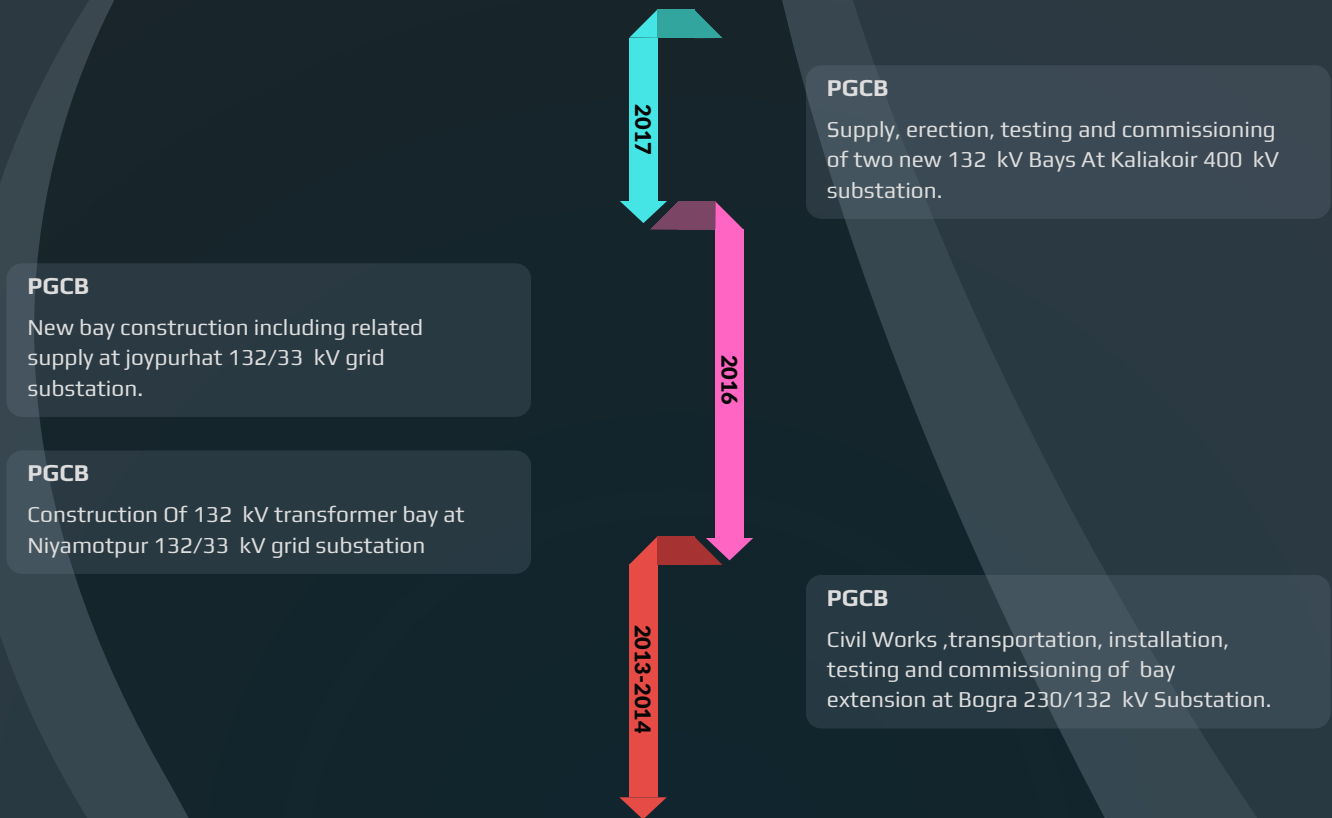 2017
PGCB
Supply, erection, testing and commissioning
of two new 132 kV Bays At Kaliakoir 400 kV
substation.
PGCB
New bay construction including related
supply at joypurhat 132/33 kV grid
substation.
2016
PGCB
Construction Of 132 kV transformer bay at
Niyamotpur 132/33 kV grid substation
2013-2014
PGCB
Civil Works ,transportation, installation,
testing and commissioning of bay
extension at Bogra 230/132 kV Substation.